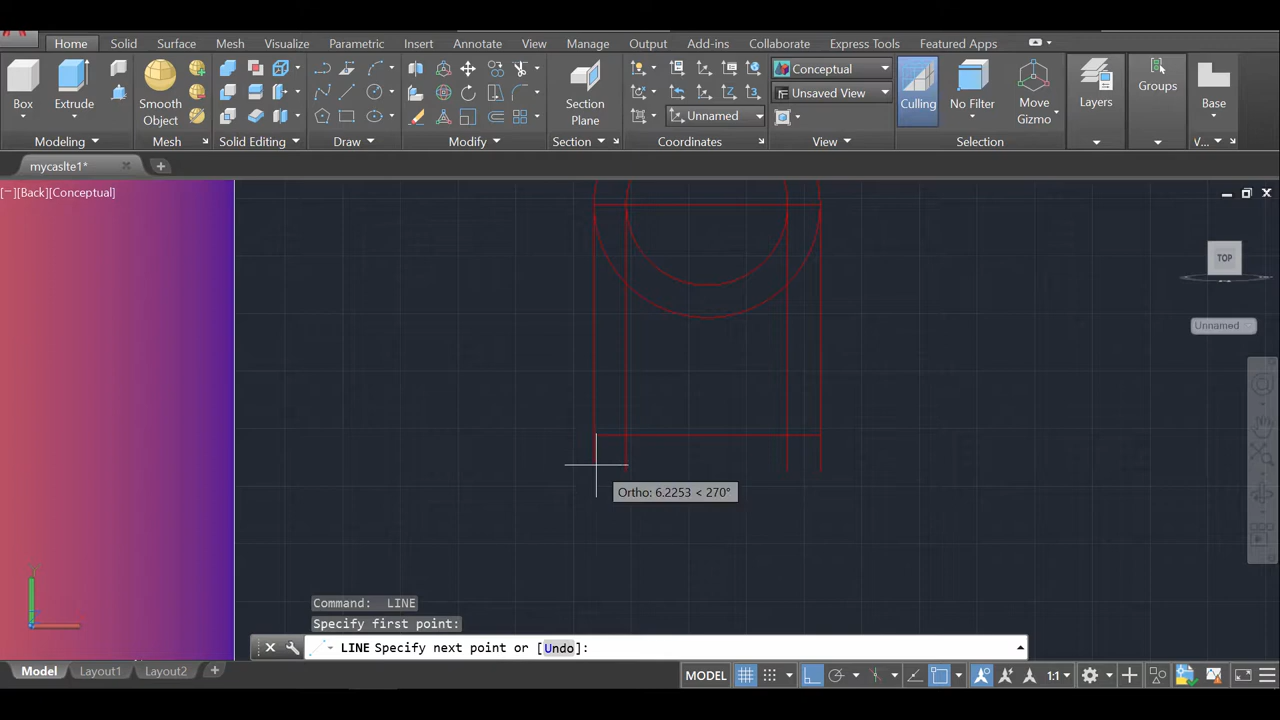 Home Solid Surface Mesh Visualize Parametric Insert Annotate View Manage Output Add-ins Collaborate Express Tools Featured Apps
Conceptual
Unsaved View
Unnamed
Box Extrude Smooth Object Section Plane Culling No Filter Move Gizmo Layers Groups Base
Modeling Mesh Solid Editing Modify Section Coordinates View Selection V...
mycaslte1*
[−][Back][Conceptual]
TOP
Unnamed
Ortho: 6.2253 < 270°
Command: LINE
Specify first point:
LINE Specify next point or [Undo]:
Model Layout1 Layout2 MODEL 1:1